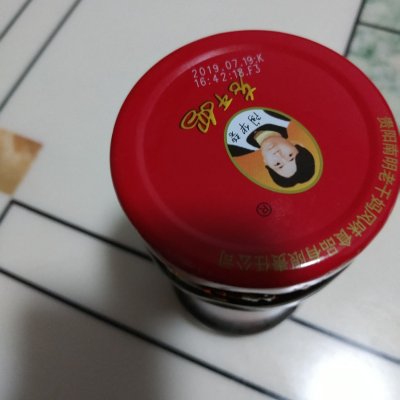 2019.07.19.K
16:42:18.F3
老干妈
陶华碧
®
贵阳南明老干妈风味食品有限责任公司